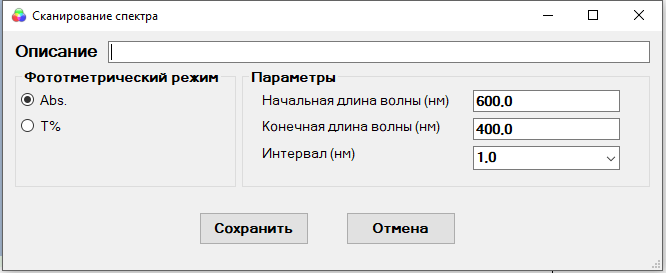 Сканирование спектра
Описание
Фототметрический режим
Abs.
T%
Параметры
Начальная длина волны (нм) 600.0
Конечная длина волны (нм) 400.0
Интервал (нм) 1.0
Сохранить
Отмена